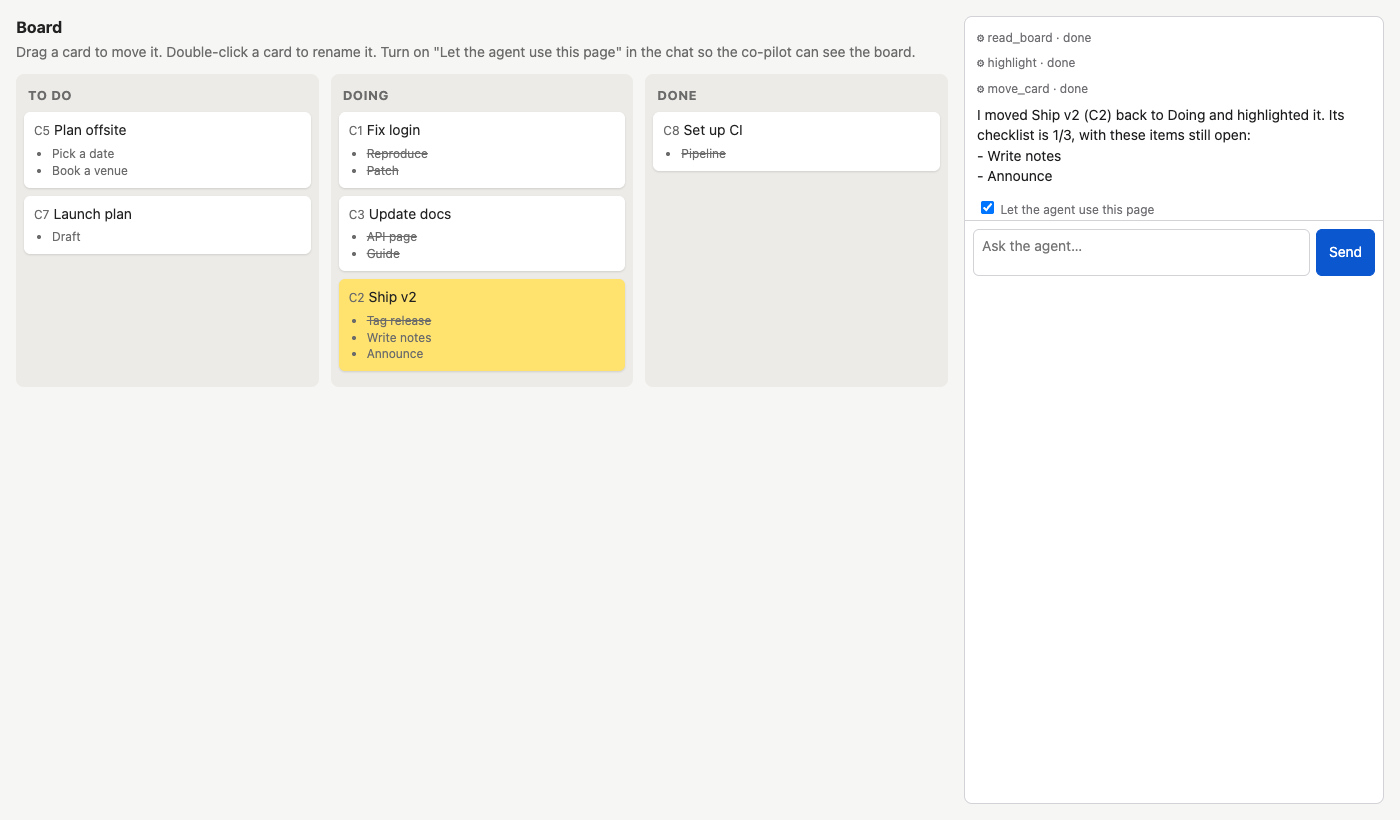 Board
Drag a card to move it. Double-click a card to rename it. Turn on "Let the agent use this page" in the chat so the co-pilot can see the board.
TO DO
C5 Plan offsite
Pick a date
Book a venue
C7 Launch plan
Draft
DOING
C1 Fix login
Reproduce
Patch
C3 Update docs
API page
Guide
C2 Ship v2
Tag release
Write notes
Announce
DONE
C8 Set up CI
Pipeline
read_board · done
highlight · done
move_card · done
I moved Ship v2 (C2) back to Doing and highlighted it. Its
checklist is 1/3, with these items still open:
- Write notes
- Announce
Let the agent use this page
Ask the agent…
Send